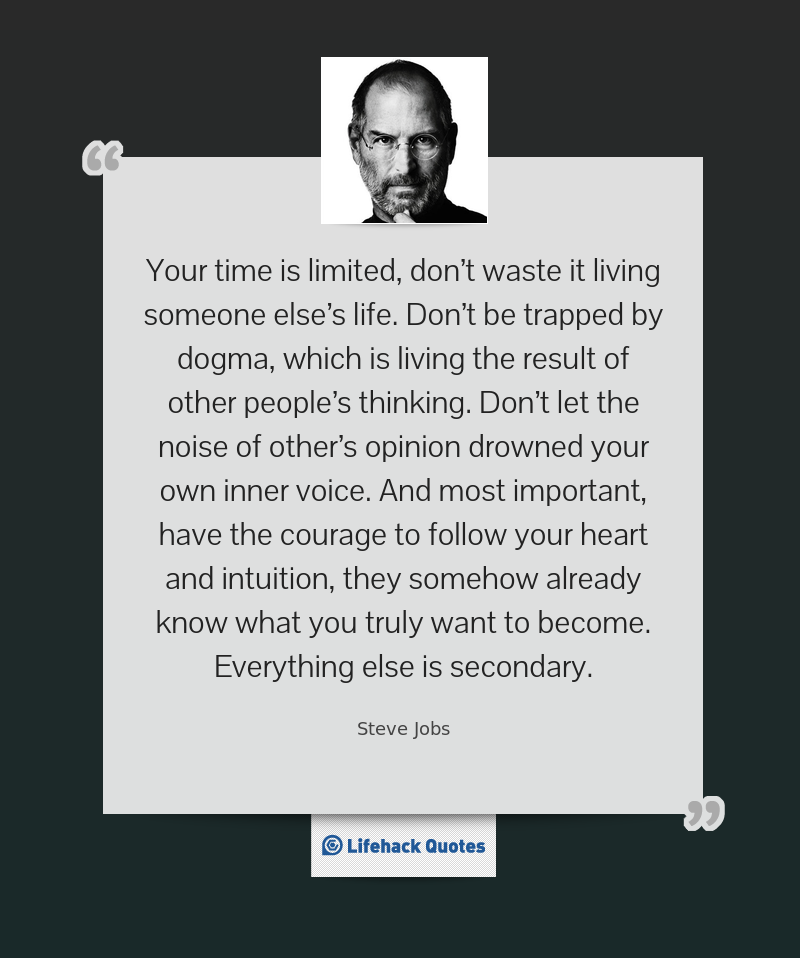 “
Your time is limited, don’t waste it living
someone else’s life. Don’t be trapped by
dogma, which is living the result of
other people’s thinking. Don’t let the
noise of other’s opinion drowned your
own inner voice. And most important,
have the courage to follow your heart
and intuition, they somehow already
know what you truly want to become.
Everything else is secondary.
Steve Jobs
”
Lifehack Quotes